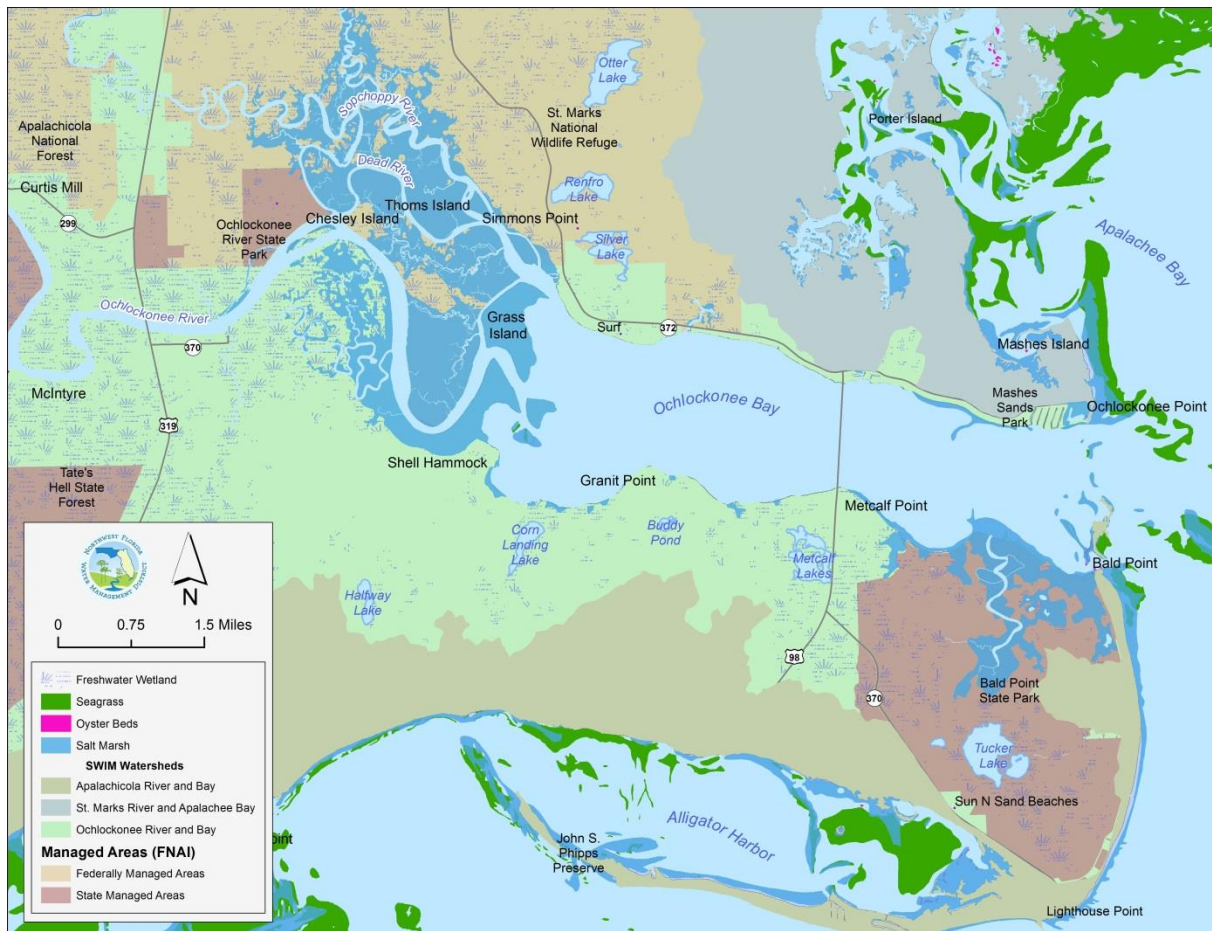 Otter
Lake
Sopchoppy River
St. Marks
National
Wildlife Refuge
Porter Island
Apalachicola
National
Forest
Dead River
Curtis Mill
Renfro
Lake
299
Ochlockonee
River State
Park
Chesley Island
Thoms Island
Simmons Point
Silver
Lake
Apalachee Bay
Ochlockonee River
Grass
Island
Surf
372
370
Mashes Island
McIntyre
319
Ochlockonee Bay
Mashes
Sands
Park
Ochlockonee Point
Shell Hammock
Tate's
Hell State
Forest
Granit Point
Metcalf Point
Corn
Landing
Lake
Buddy
Pond
Metcalf
Lakes
Bald Point
Halfway
Lake
98
370
Bald Point
State Park
Tucker
Lake
Sun N Sand Beaches
Alligator Harbor
John S.
Phipps
Preserve
Lighthouse Point
oint
NORTHWEST FLORIDA
WATER MANAGEMENT DISTRICT
N
0 0.75 1.5 Miles
Freshwater Wetland
Seagrass
Oyster Beds
Salt Marsh
SWIM Watersheds
Apalachicola River and Bay
St. Marks River and Apalachee Bay
Ochlockonee River and Bay
Managed Areas (FNAI)
Federally Managed Areas
State Managed Areas